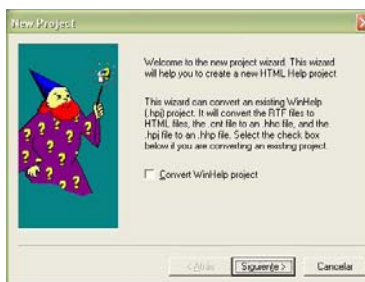 New Project
Welcome to the new project wizard. This wizard
will help you to create a new HTML Help project
This wizard can convert an existing WinHelp
(.hpj) project. It will convert the RTF files to
HTML files, the .cnt file to an .hhc file, and the
.hpj file to an .hhp file. Select the check box
below if you are converting an existing project.
Convert WinHelp project
< Atrás
Siguiente >
Cancelar